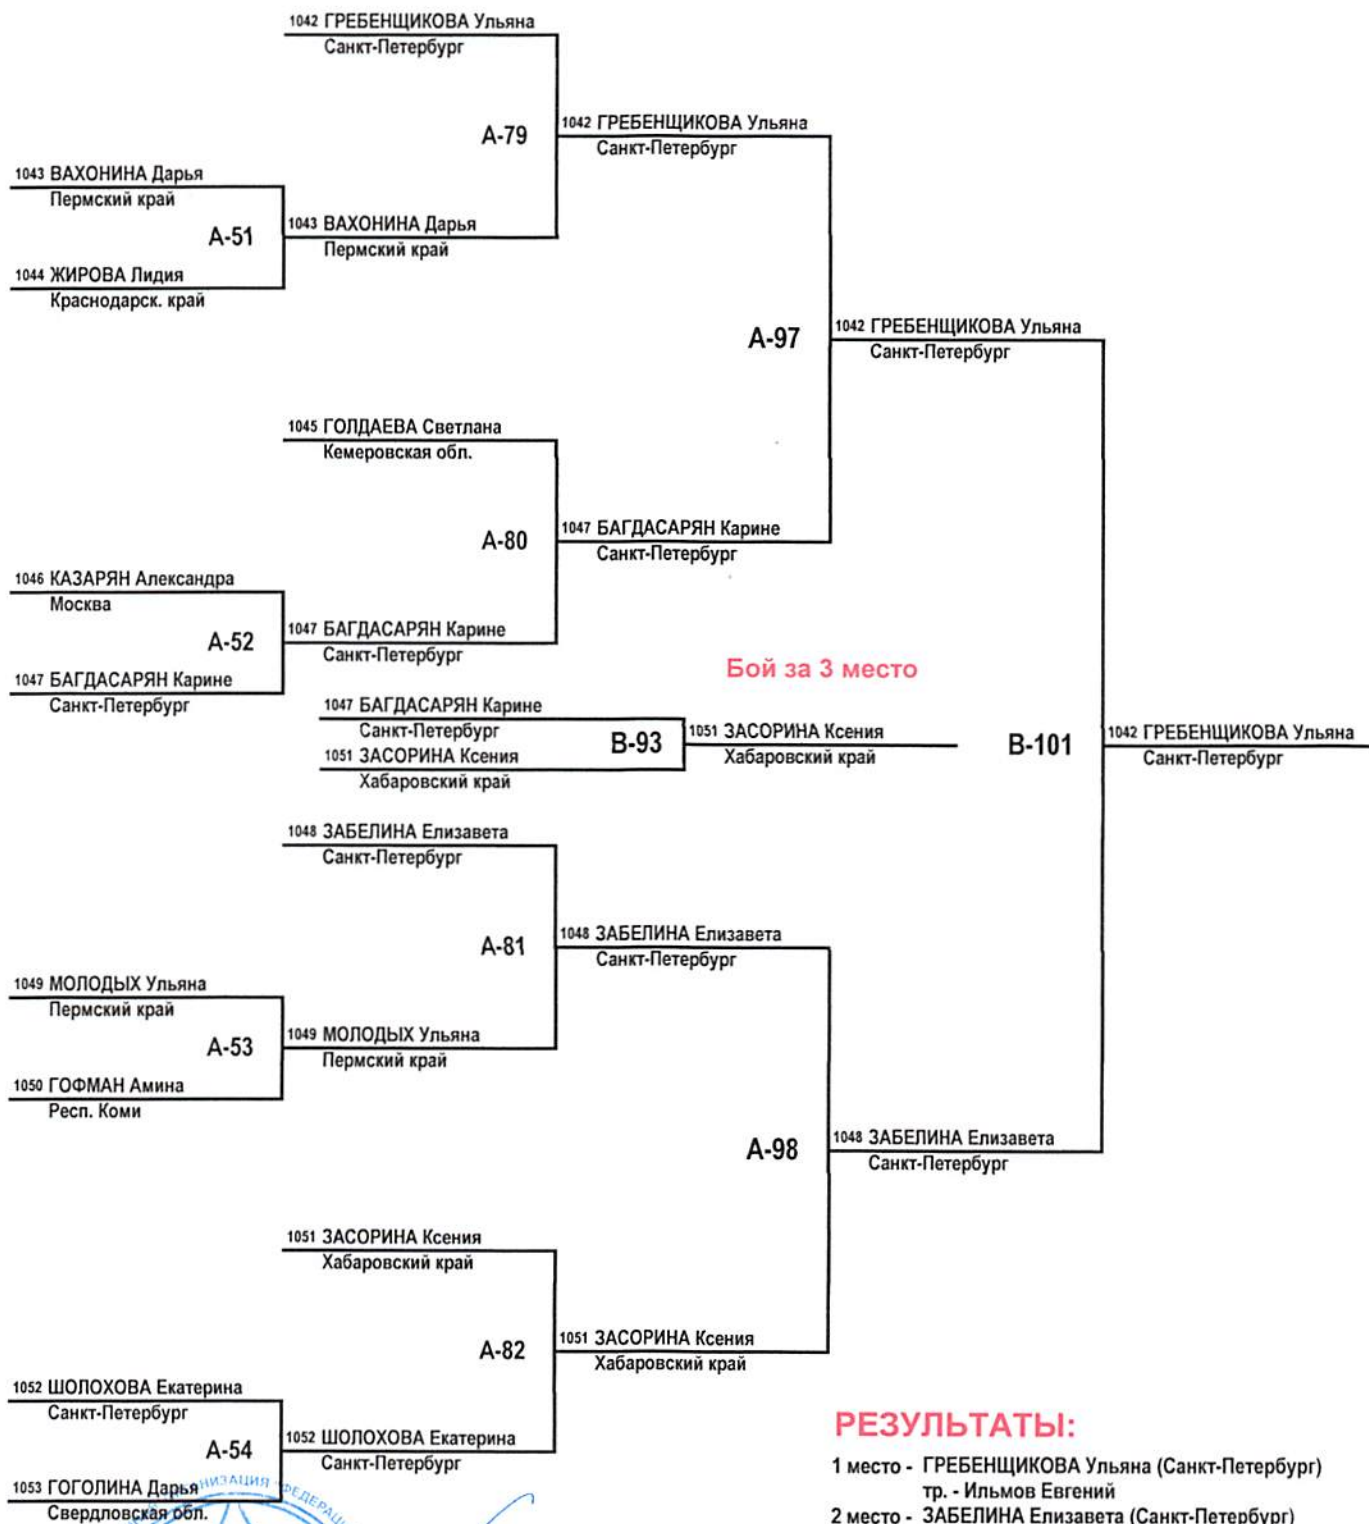 1042 ГРЕБЕНЩИКОВА Ульяна
Санкт-Петербург
А-79
1042 ГРЕБЕНЩИКОВА Ульяна
Санкт-Петербург
1043 ВАХОНИНА Дарья
Пермский край
А-51
1043 ВАХОНИНА Дарья
Пермский край
1044 ЖИРОВА Лидия
Краснодарск. край
А-97
1042 ГРЕБЕНЩИКОВА Ульяна
Санкт-Петербург
1045 ГОЛДАЕВА Светлана
Кемеровская обл.
А-80
1047 БАГДАСАРЯН Карине
Санкт-Петербург
1046 КАЗАРЯН Александра
Москва
А-52
1047 БАГДАСАРЯН Карине
Санкт-Петербург
1047 БАГДАСАРЯН Карине
Санкт-Петербург
Бой за 3 место
1047 БАГДАСАРЯН Карине
Санкт-Петербург
В-93
1051 ЗАСОРИНА Ксения
Хабаровский край
1051 ЗАСОРИНА Ксения
Хабаровский край
В-101
1042 ГРЕБЕНЩИКОВА Ульяна
Санкт-Петербург
1048 ЗАБЕЛИНА Елизавета
Санкт-Петербург
А-81
1048 ЗАБЕЛИНА Елизавета
Санкт-Петербург
1049 МОЛОДЫХ Ульяна
Пермский край
А-53
1049 МОЛОДЫХ Ульяна
Пермский край
1050 ГОФМАН Амина
Респ. Коми
А-98
1048 ЗАБЕЛИНА Елизавета
Санкт-Петербург
1051 ЗАСОРИНА Ксения
Хабаровский край
А-82
1051 ЗАСОРИНА Ксения
Хабаровский край
1052 ШОЛОХОВА Екатерина
Санкт-Петербург
А-54
1052 ШОЛОХОВА Екатерина
Санкт-Петербург
1053 ГОГОЛИНА Дарья
Свердловская обл.
РЕЗУЛЬТАТЫ:
1 место - ГРЕБЕНЩИКОВА Ульяна (Санкт-Петербург)
тр. - Ильмов Евгений
2 место - ЗАБЕЛИНА Елизавета (Санкт-Петербург)